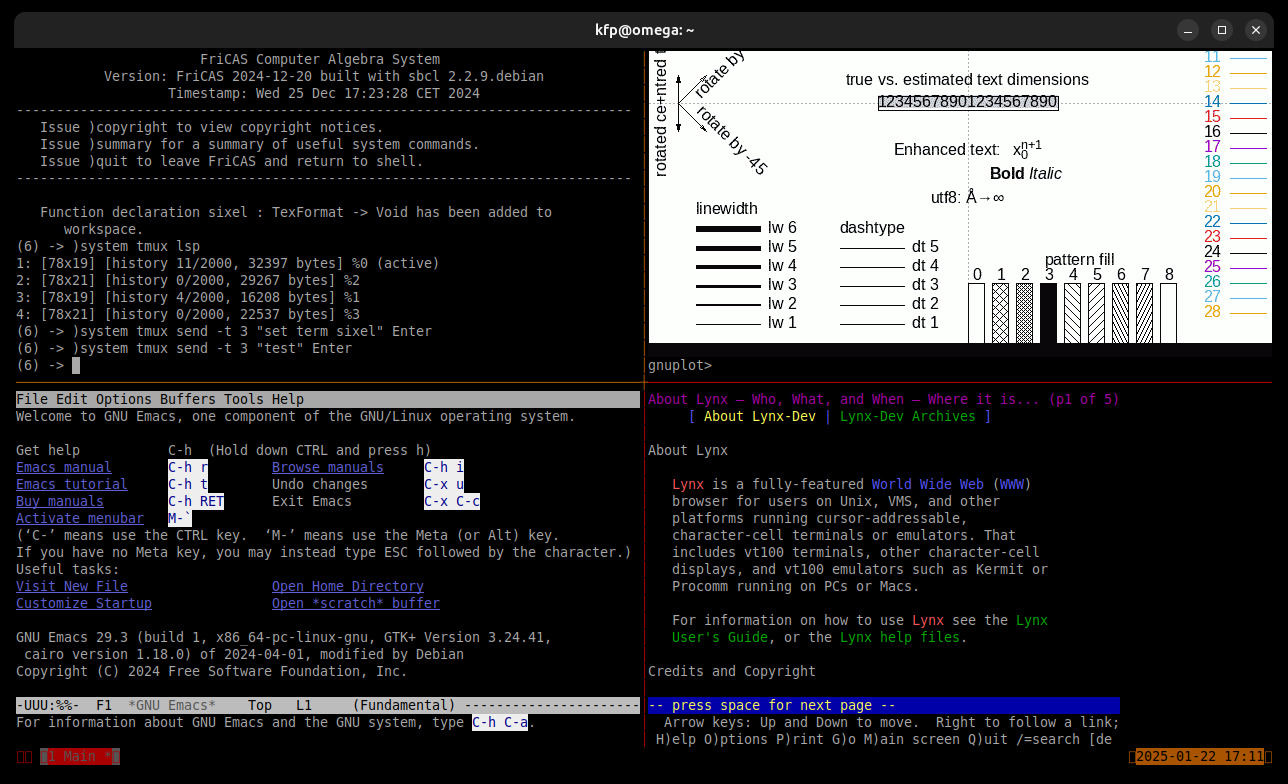 kfp@omega: ~
FriCAS Computer Algebra System
Version: FriCAS 2024-12-20 built with sbcl 2.2.9.debian
Timestamp: Wed 25 Dec 17:23:28 CET 2024
-----------------------------------------------------------------------------
Issue )copyright to view copyright notices.
Issue )summary for a summary of useful system commands.
Issue )quit to leave FriCAS and return to shell.
-----------------------------------------------------------------------------
Function declaration sixel : TexFormat -> Void has been added to
workspace.
(6) -> )system tmux lsp
1: [78x19] [history 11/2000, 32397 bytes] %0 (active)
2: [78x21] [history 0/2000, 29267 bytes] %2
3: [78x19] [history 4/2000, 16208 bytes] %1
4: [78x21] [history 0/2000, 22537 bytes] %3
(6) -> )system tmux send -t 3 "set term sixel" Enter
(6) -> )system tmux send -t 3 "test" Enter
(6) ->
rotated ce+ntred
rotate by
rotate by -45
true vs. estimated text dimensions
12345678901234567890
Enhanced text: x₀ⁿ⁺¹
Bold Italic
utf8: Å→∞
linewidth
lw 6
lw 5
lw 4
lw 3
lw 2
lw 1
dashtype
dt 5
dt 4
dt 3
dt 2
dt 1
pattern fill
0 1 2 3 4 5 6 7 8
11
12
13
14
15
16
17
18
19
20
21
22
23
24
25
26
27
28
gnuplot>
File Edit Options Buffers Tools Help
Welcome to GNU Emacs, one component of the GNU/Linux operating system.
Get help C-h (Hold down CTRL and press h)
Emacs manual C-h r Browse manuals C-h i
Emacs tutorial C-h t Undo changes C-x u
Buy manuals C-h RET Exit Emacs C-x C-c
Activate menubar M-`
(‘C-’ means use the CTRL key. ‘M-’ means use the Meta (or Alt) key.
If you have no Meta key, you may instead type ESC followed by the character.)
Useful tasks:
Visit New File Open Home Directory
Customize Startup Open *scratch* buffer
GNU Emacs 29.3 (build 1, x86_64-pc-linux-gnu, GTK+ Version 3.24.41,
cairo version 1.18.0) of 2024-04-01, modified by Debian
Copyright (C) 2024 Free Software Foundation, Inc.
-UUU:%%- F1 *GNU Emacs* Top L1 (Fundamental) ----------------------
For information about GNU Emacs and the GNU system, type C-h C-a.
About Lynx — Who, What, and When — Where it is... (p1 of 5)
[ About Lynx-Dev | Lynx-Dev Archives ]
About Lynx
Lynx is a fully-featured World Wide Web (WWW)
browser for users on Unix, VMS, and other
platforms running cursor-addressable,
character-cell terminals or emulators. That
includes vt100 terminals, other character-cell
displays, and vt100 emulators such as Kermit or
Procomm running on PCs or Macs.
For information on how to use Lynx see the Lynx
User's Guide, or the Lynx help files.
Credits and Copyright
-- press space for next page --
Arrow keys: Up and Down to move. Right to follow a link;
H)elp O)ptions P)rint G)o M)ain screen Q)uit /=search [de
1 Main *
2025-01-22 17:11